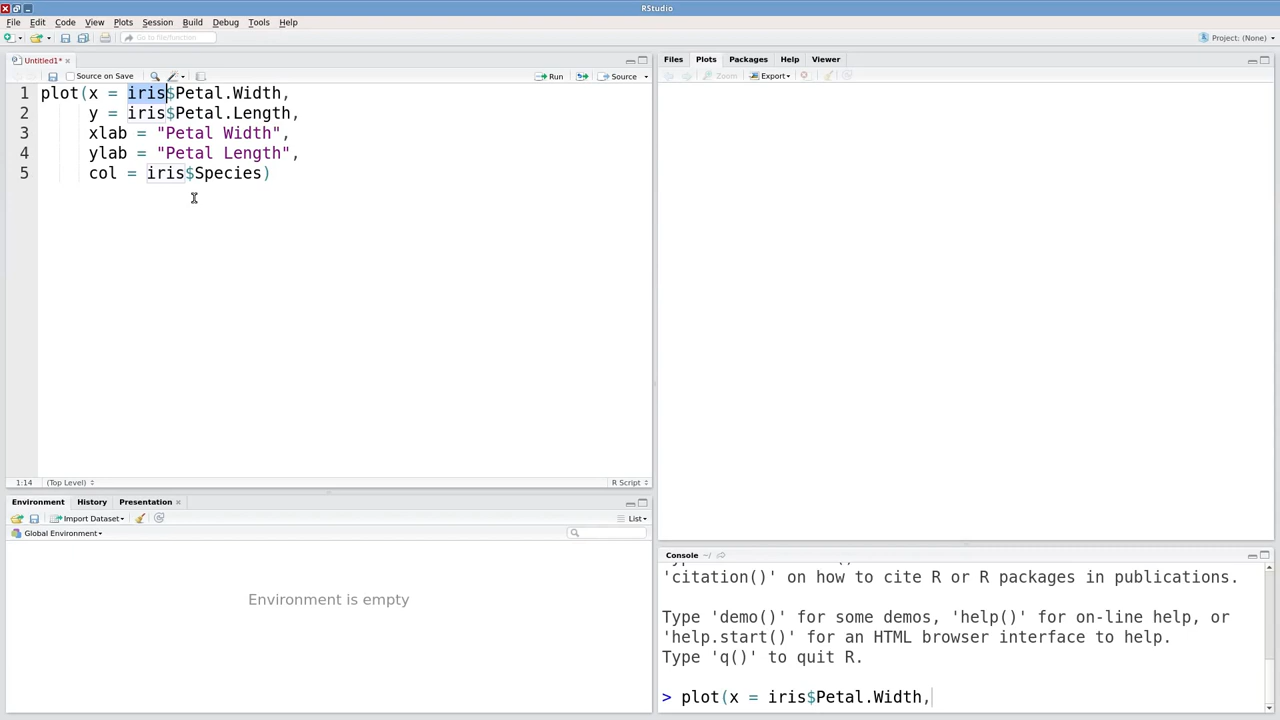 RStudio
File Edit Code View Plots Session Build Debug Tools Help
Go to file/function
Project: (None)
Untitled1*
Source on Save
Run
Source
1 plot(x = iris$Petal.Width,
2 y = iris$Petal.Length,
3 xlab = "Petal Width",
4 ylab = "Petal Length",
5 col = iris$Species)
1:14 (Top Level) R Script
Environment History Presentation
Import Dataset List
Global Environment
Environment is empty
Files Plots Packages Help Viewer
Zoom Export
Console ~/
'citation()' on how to cite R or R packages in publications.
Type 'demo()' for some demos, 'help()' for on-line help, or
'help.start()' for an HTML browser interface to help.
Type 'q()' to quit R.
> plot(x = iris$Petal.Width,